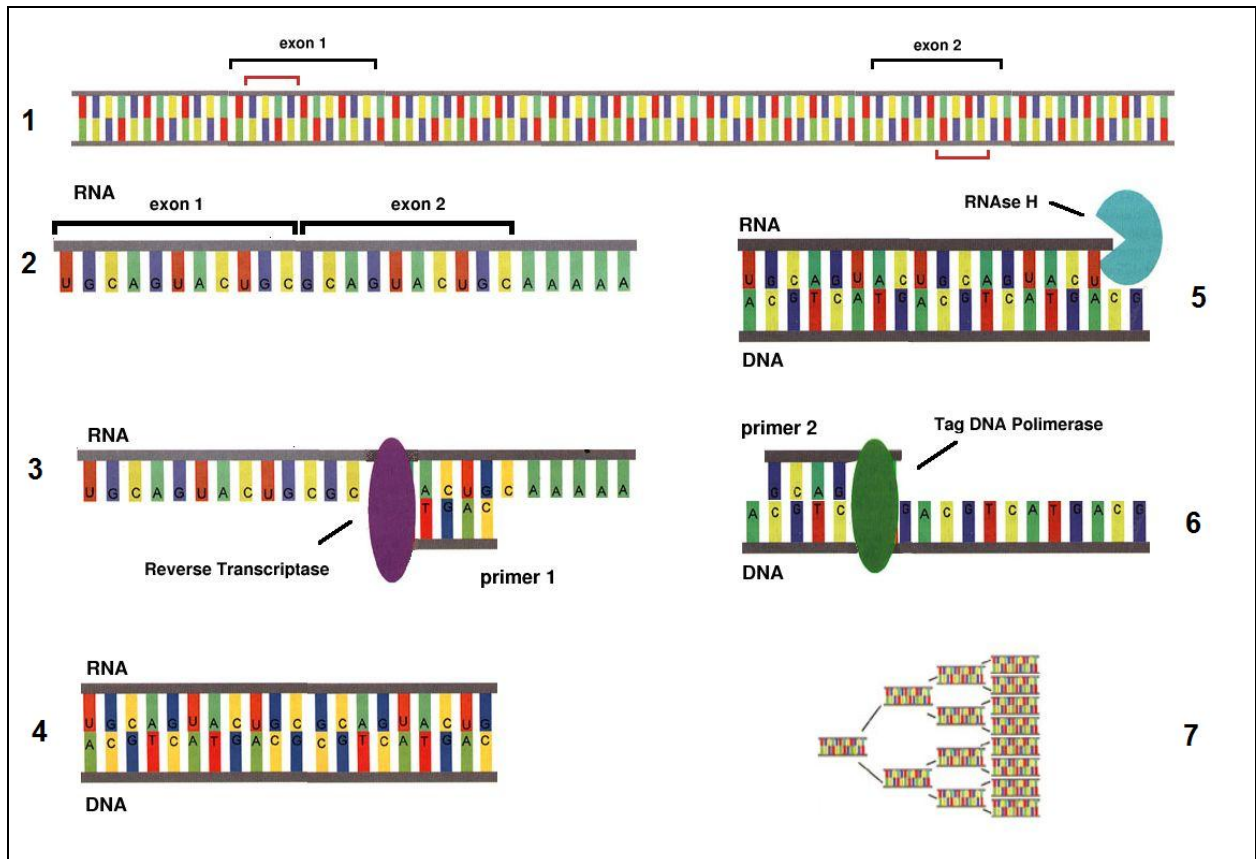 exon 1
exon 2
1
RNA
exon 1
exon 2
2
U G C A G U A C U G C G C A G U A C U G C A A A A A
RNAse H
RNA
U G C A G U A C U G C A G U A C U
A C G T C A T G A C G T C A T G A C G
DNA
5
RNA
3
U G C A G U A C U G C G C
A C U G C A A A A A
T G A C
Reverse Transcriptase
primer 1
primer 2
Tag DNA Polimerase
G C A G
A C G T C
G A C G T C A T G A C G
DNA
6
RNA
4
U G C A G U A C U G C G C A G U A C U G
A C G T C A T G A C G C G T C A T G A C
DNA
7